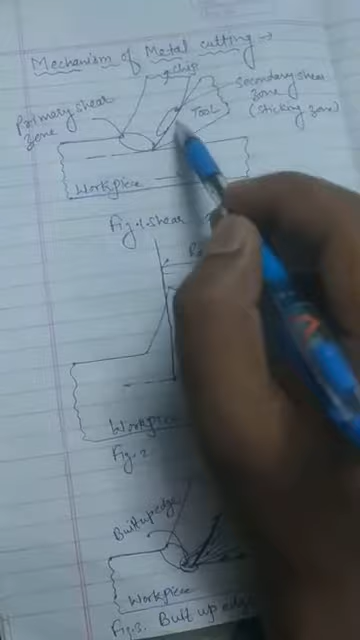 Mechanism of Metal cutting →
chip
Primary shear
zone
Secondary shear
zone
(sticking zone)
Tool
Workpiece
Fig.1. shear
Workpiece
Fig. 2
Built up edge
Workpiece
Fig. 3. Built up edge